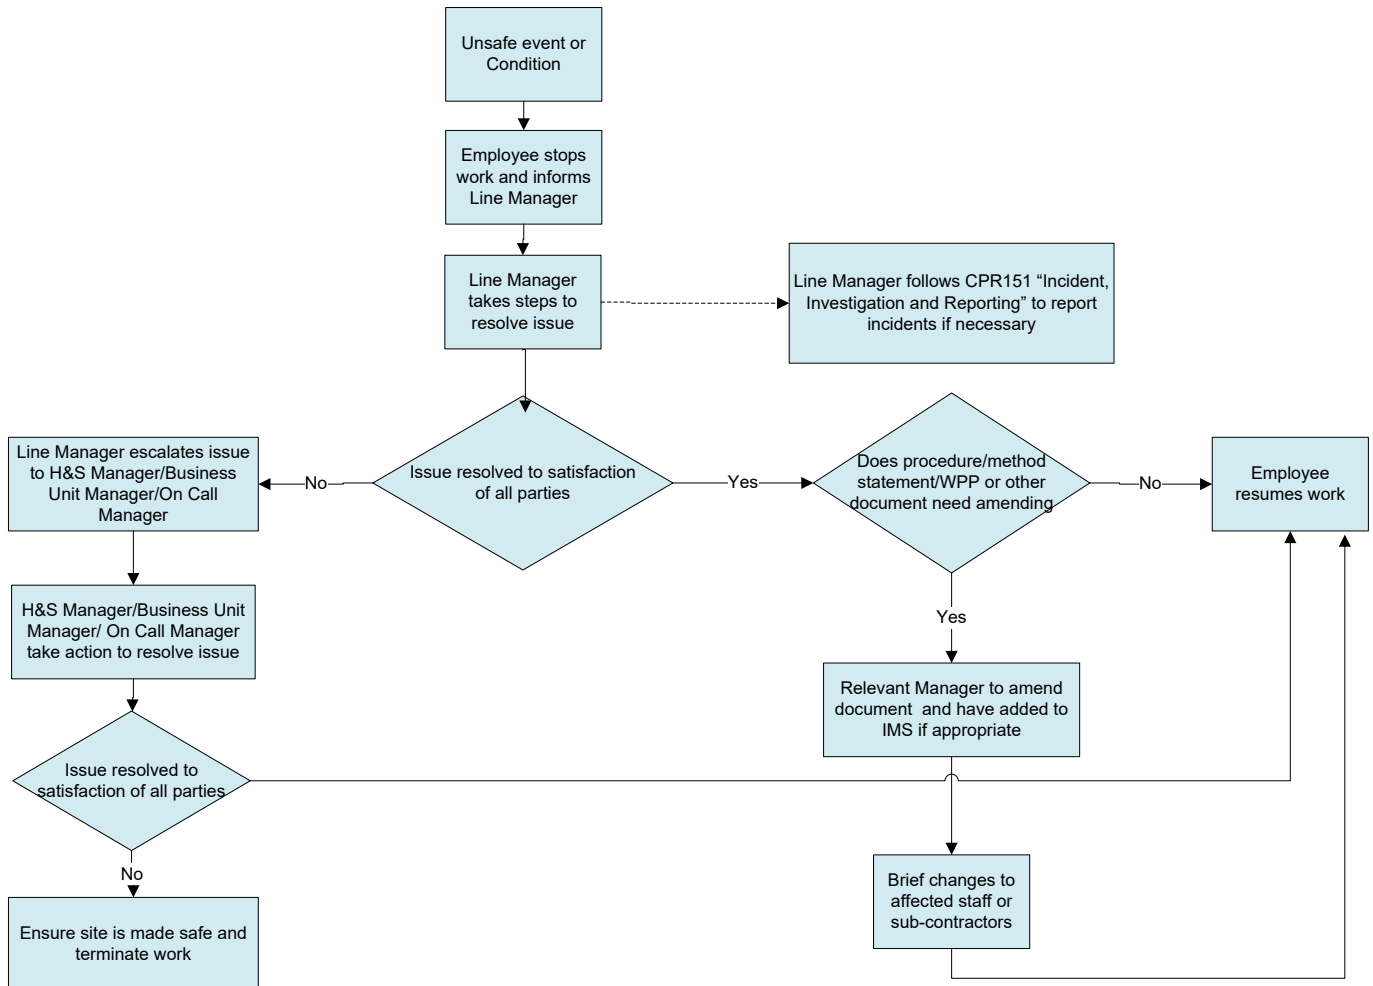 Unsafe event or
Condition
Employee stops
work and informs
Line Manager
Line Manager
takes steps to
resolve issue
Line Manager follows CPR151 “Incident,
Investigation and Reporting” to report
incidents if necessary
Line Manager escalates issue
to H&S Manager/Business
Unit Manager/On Call
Manager
No
Issue resolved to satisfaction
of all parties
Yes
Does procedure/method
statement/WPP or other
document need amending
No
Employee
resumes work
H&S Manager/Business Unit
Manager/ On Call Manager
take action to resolve issue
Yes
Relevant Manager to amend
document  and have added to
IMS if appropriate
Issue resolved to
satisfaction of all parties
No
Brief changes to
affected staff or
sub-contractors
Ensure site is made safe and
terminate work